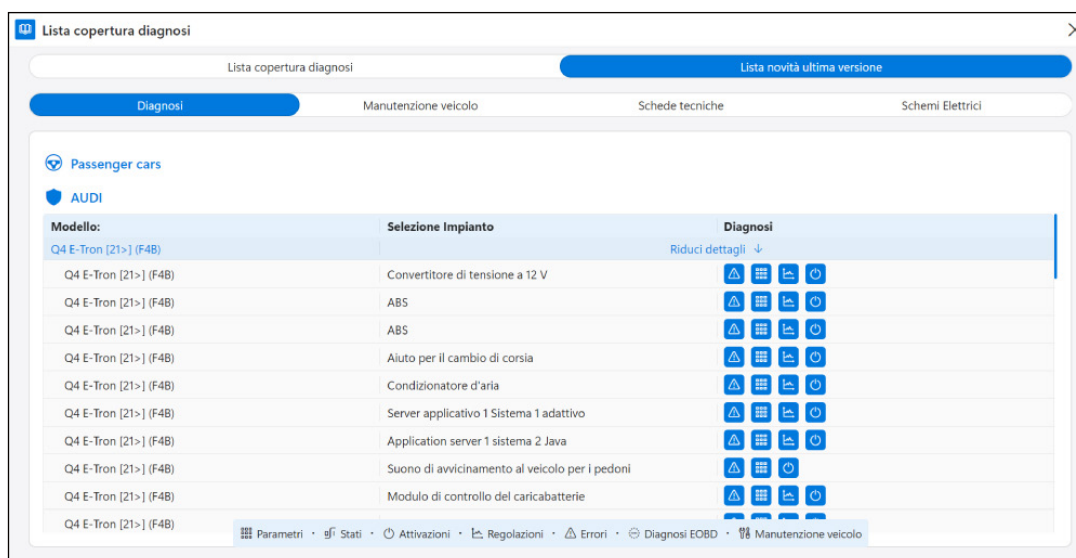 Lista copertura diagnosi
Lista copertura diagnosi Lista novità ultima versione
Diagnosi Manutenzione veicolo Schede tecniche Schemi Elettrici
Passenger cars
AUDI
Modello: Selezione Impianto Diagnosi
Q4 E-Tron [21>] (F4B) Riduci dettagli ↓
Q4 E-Tron [21>] (F4B) Convertitore di tensione a 12 V
Q4 E-Tron [21>] (F4B) ABS
Q4 E-Tron [21>] (F4B) ABS
Q4 E-Tron [21>] (F4B) Aiuto per il cambio di corsia
Q4 E-Tron [21>] (F4B) Condizionatore d'aria
Q4 E-Tron [21>] (F4B) Server applicativo 1 Sistema 1 adattivo
Q4 E-Tron [21>] (F4B) Application server 1 sistema 2 Java
Q4 E-Tron [21>] (F4B) Suono di avvicinamento al veicolo per i pedoni
Q4 E-Tron [21>] (F4B) Modulo di controllo del caricabatterie
Q4 E-Tron [21>] (F4B)
Parametri • Stati • Attivazioni • Regolazioni • Errori • Diagnosi EOBD • Manutenzione veicolo